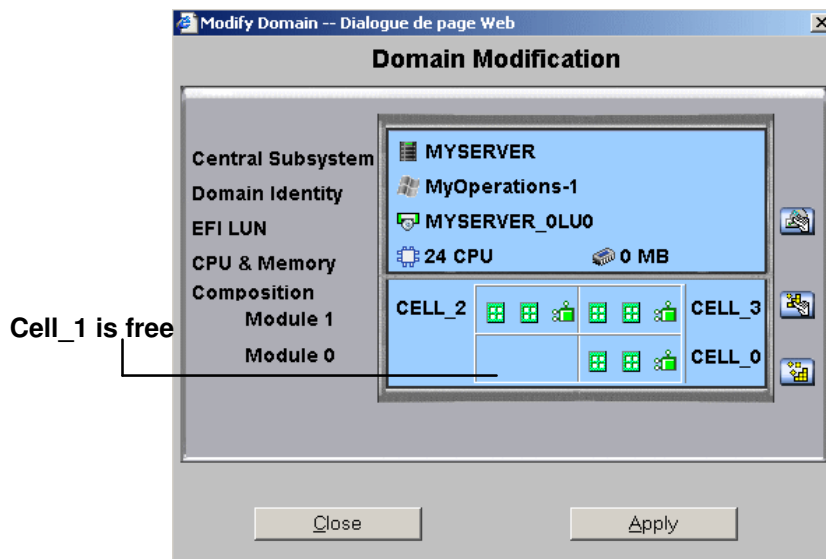 Modify Domain -- Dialogue de page Web
Domain Modification
Central Subsystem MYSERVER
Domain Identity MyOperations-1
EFI LUN MYSERVER_0LU0
CPU & Memory 24 CPU 0 MB
Composition
Module 1 CELL_2 CELL_3
Cell_1 is free
Module 0 CELL_0
Close Apply